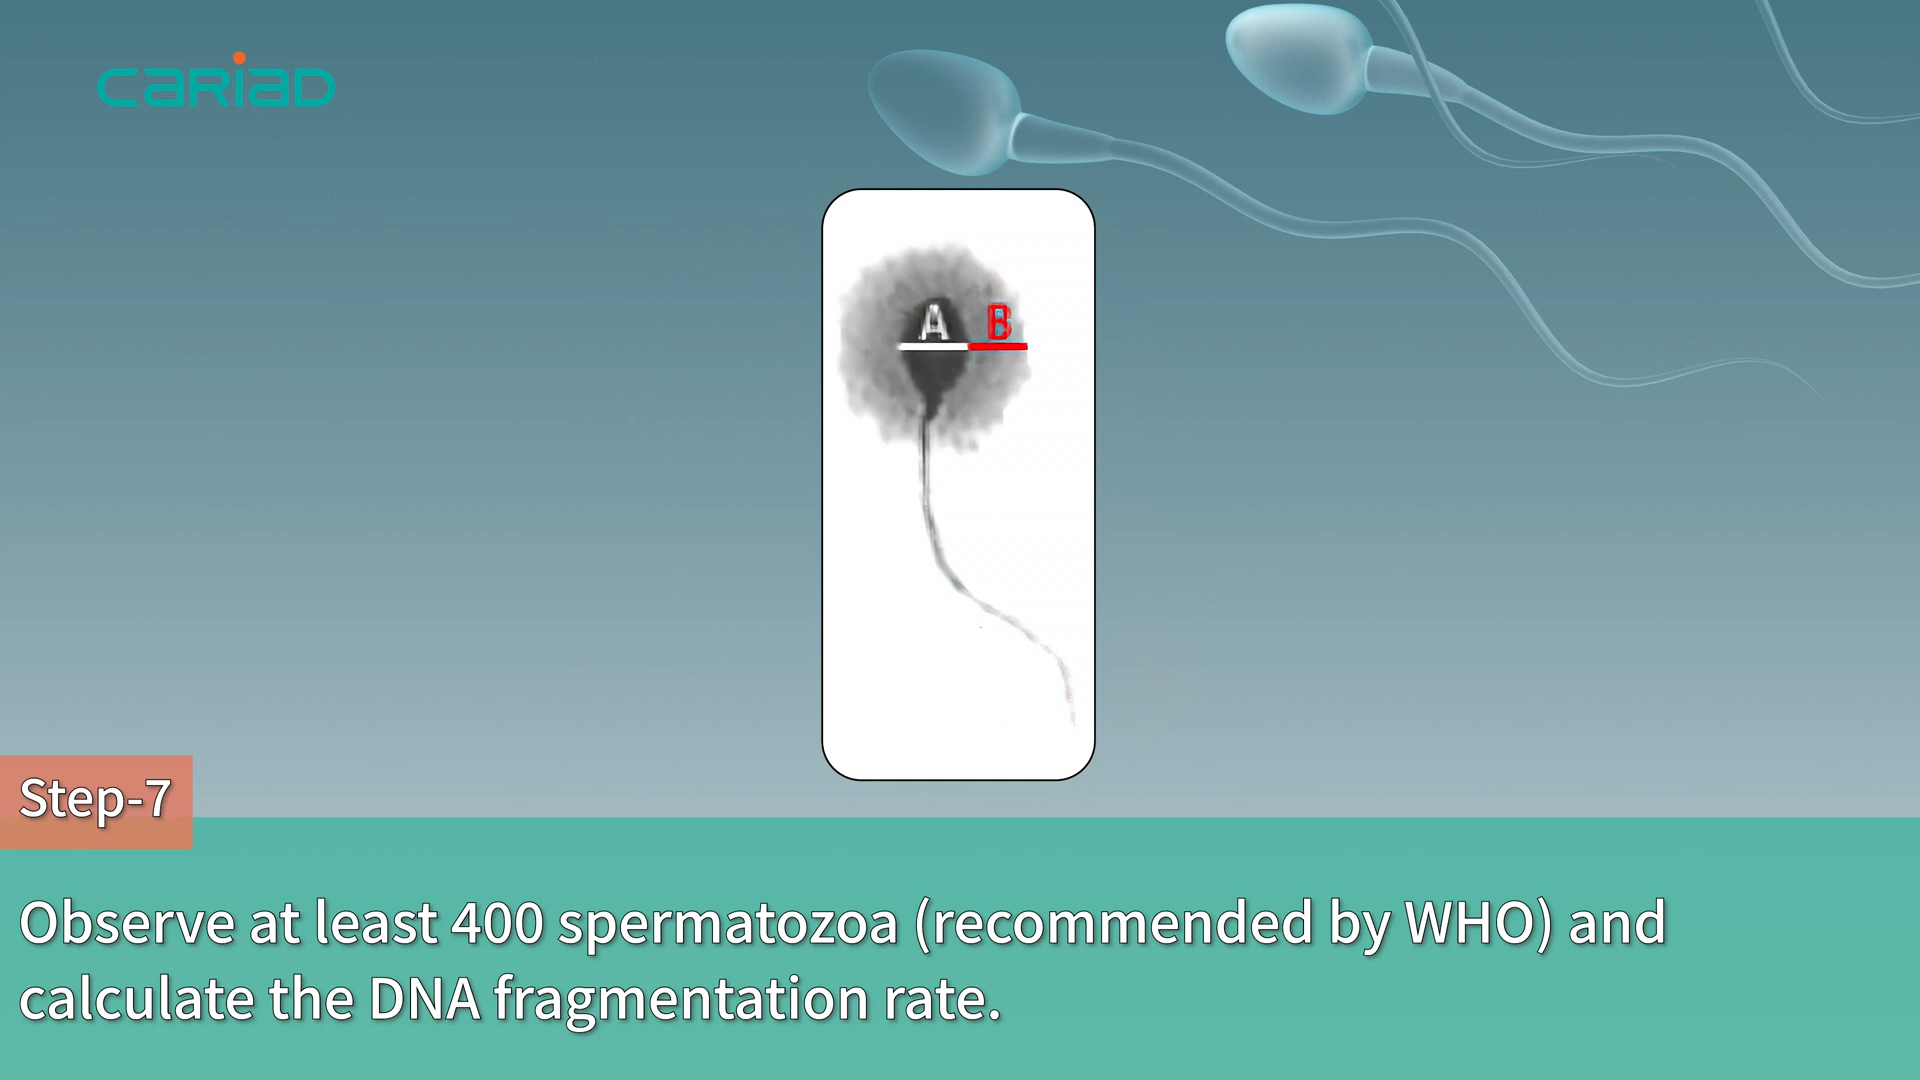 CARIAD
A B
Step-7
Observe at least 400 spermatozoa (recommended by WHO) and
calculate the DNA fragmentation rate.